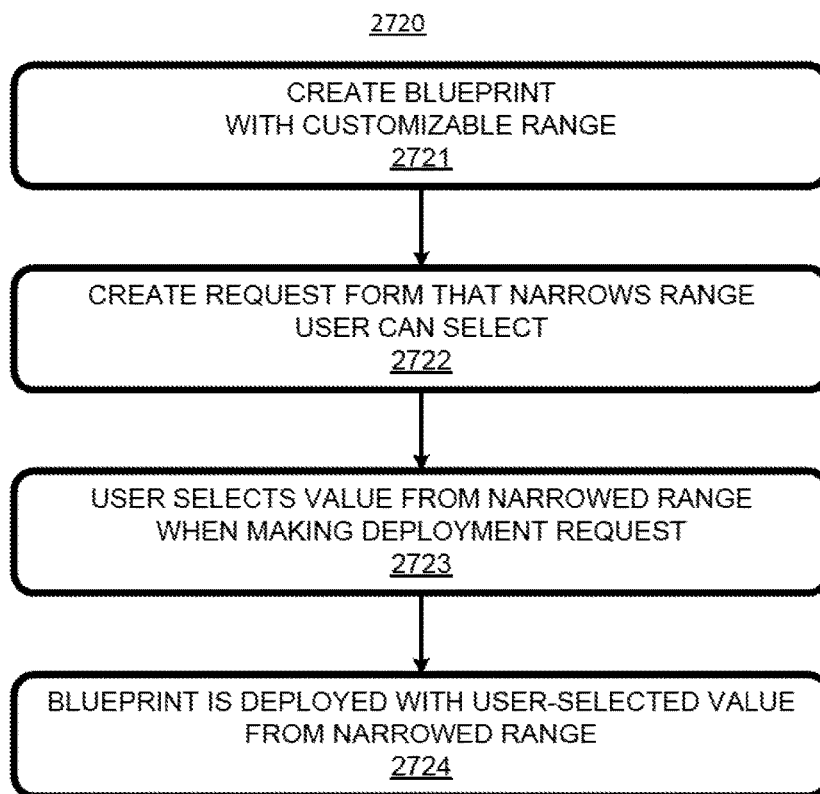 2720
CREATE BLUEPRINT
WITH CUSTOMIZABLE RANGE
2721
CREATE REQUEST FORM THAT NARROWS RANGE
USER CAN SELECT
2722
USER SELECTS VALUE FROM NARROWED RANGE
WHEN MAKING DEPLOYMENT REQUEST
2723
BLUEPRINT IS DEPLOYED WITH USER-SELECTED VALUE
FROM NARROWED RANGE
2724